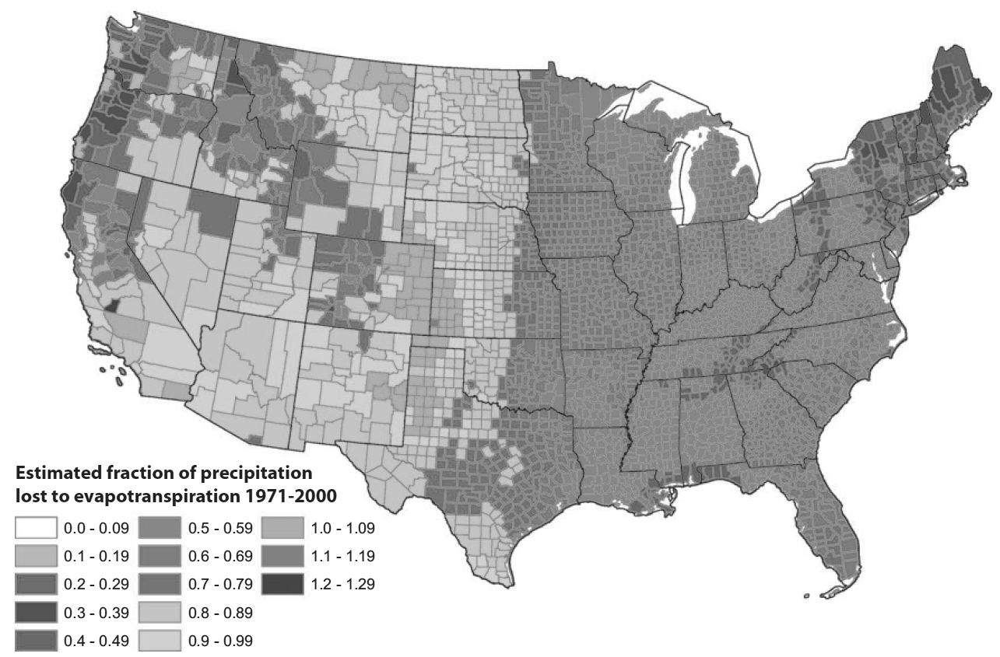 Estimated fraction of precipitation
lost to evapotranspiration 1971-2000
0.0 - 0.09
0.1 - 0.19
0.2 - 0.29
0.3 - 0.39
0.4 - 0.49
0.5 - 0.59
0.6 - 0.69
0.7 - 0.79
0.8 - 0.89
0.9 - 0.99
1.0 - 1.09
1.1 - 1.19
1.2 - 1.29